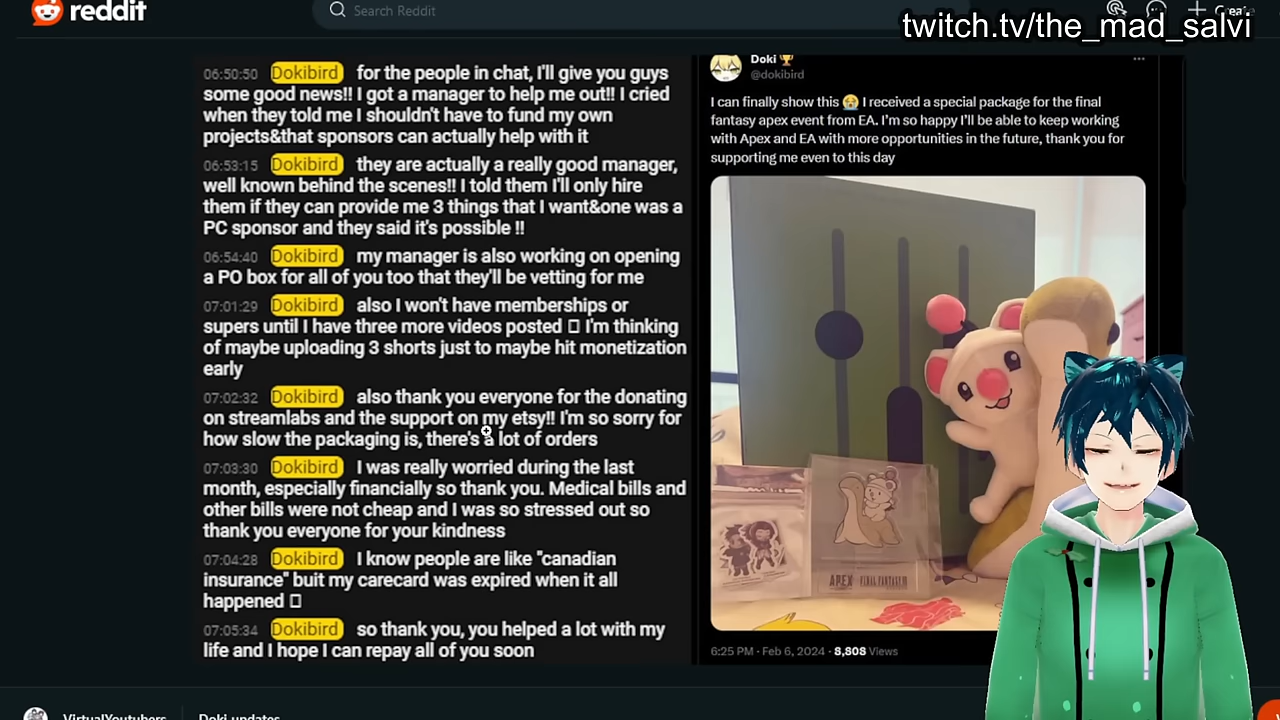 reddit
Search Reddit
Create
twitch.tv/the_mad_salvi
06:50:50 Dokibird for the people in chat, I'll give you guys
some good news!! I got a manager to help me out!! I cried
when they told me I shouldn't have to fund my own
projects&that sponsors can actually help with it
06:53:15 Dokibird they are actually a really good manager,
well known behind the scenes!! I told them I'll only hire
them if they can provide me 3 things that I want&one was a
PC sponsor and they said it's possible !!
06:54:40 Dokibird my manager is also working on opening
a PO box for all of you too that they'll be vetting for me
07:01:29 Dokibird also I won't have memberships or
supers until I have three more videos posted I'm thinking
of maybe uploading 3 shorts just to maybe hit monetization
early
07:02:32 Dokibird also thank you everyone for the donating
on streamlabs and the support on my etsy!! I'm so sorry for
how slow the packaging is, there's a lot of orders
07:03:30 Dokibird I was really worried during the last
month, especially financially so thank you. Medical bills and
other bills were not cheap and I was so stressed out so
thank you everyone for your kindness
07:04:28 Dokibird I know people are like "canadian
insurance" buit my carecard was expired when it all
happened
07:05:34 Dokibird so thank you, you helped a lot with my
life and I hope I can repay all of you soon
Doki
@dokibird
I can finally show this I received a special package for the final
fantasy apex event from EA. I'm so happy I'll be able to keep working
with Apex and EA with more opportunities in the future, thank you for
supporting me even to this day
APEX FINAL FANTASY VII
6:25 PM · Feb 6, 2024 · 8,808 Views
VirtualYoutubers
Doki updates